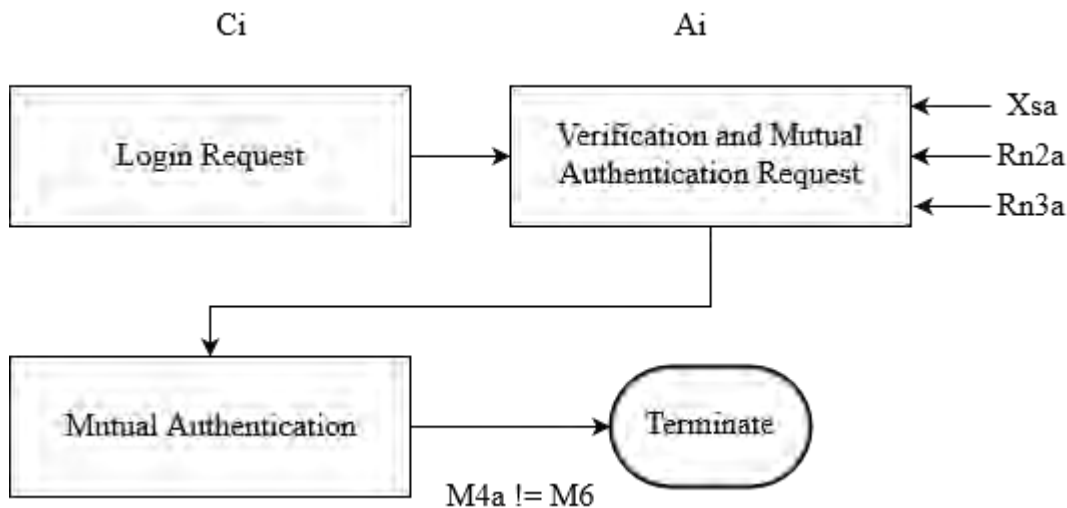 Ci
Ai
Login Request
Verification and Mutual
Authentication Request
Xsa
Rn2a
Rn3a
Mutual Authentication
Terminate
M4a != M6